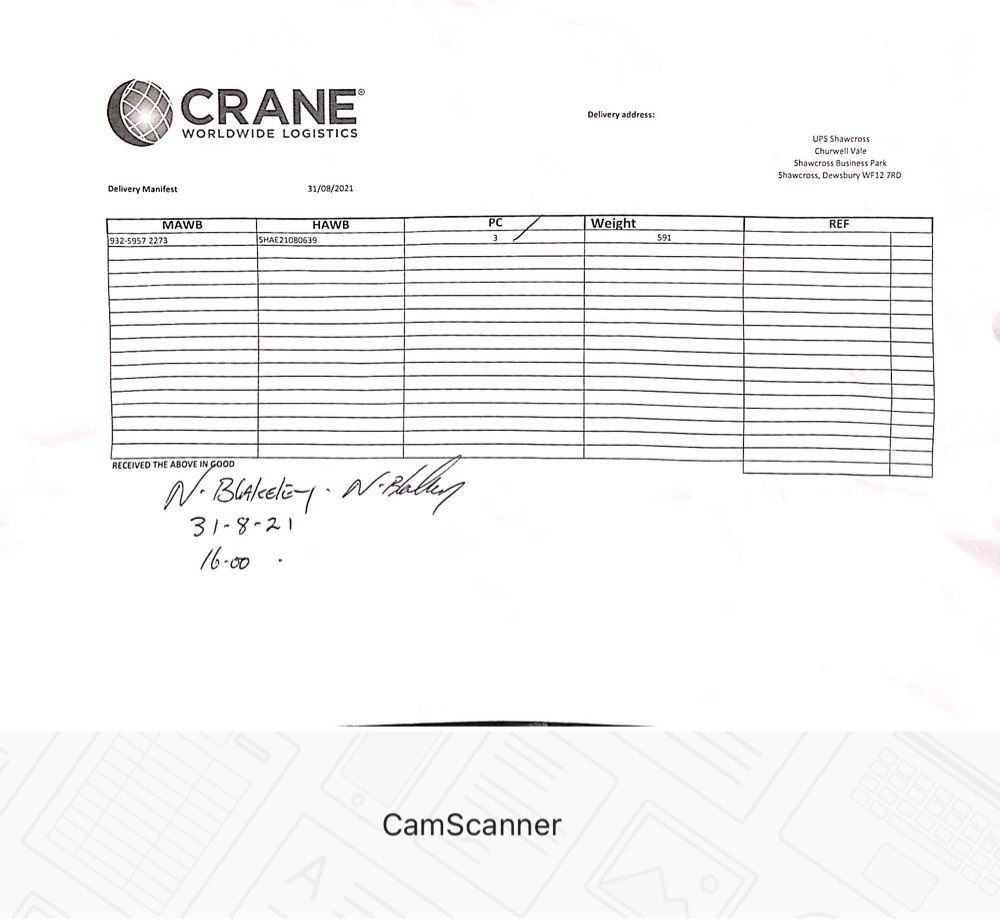 CRANE®
WORLDWIDE LOGISTICS
Delivery address:
UPS Shawcross
Churwell Vale
Shawcross Business Park
Shawcross, Dewsbury WF12 7RD
Delivery Manifest 31/08/2021
MAWB HAWB PC Weight REF
932-5957 2273 SHAE21080639 3 591
RECEIVED THE ABOVE IN GOOD
N. BLAKELEY. N. Blakeley
31-8-21
16-00
CamScanner